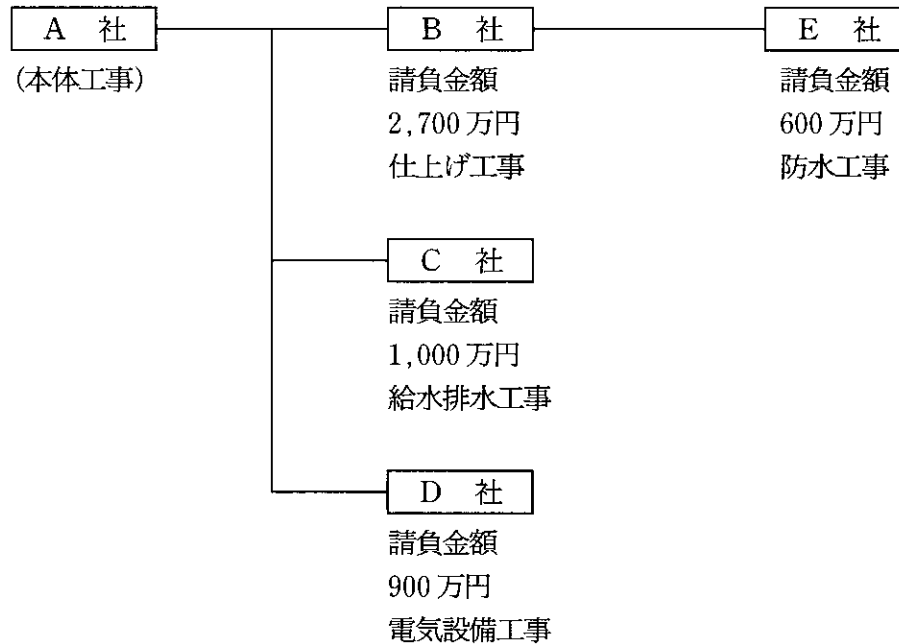 A 社
(本体工事)
B 社
請負金額
2,700万円
仕上げ工事
E 社
請負金額
600万円
防水工事
C 社
請負金額
1,000万円
給水排水工事
D 社
請負金額
900万円
電気設備工事